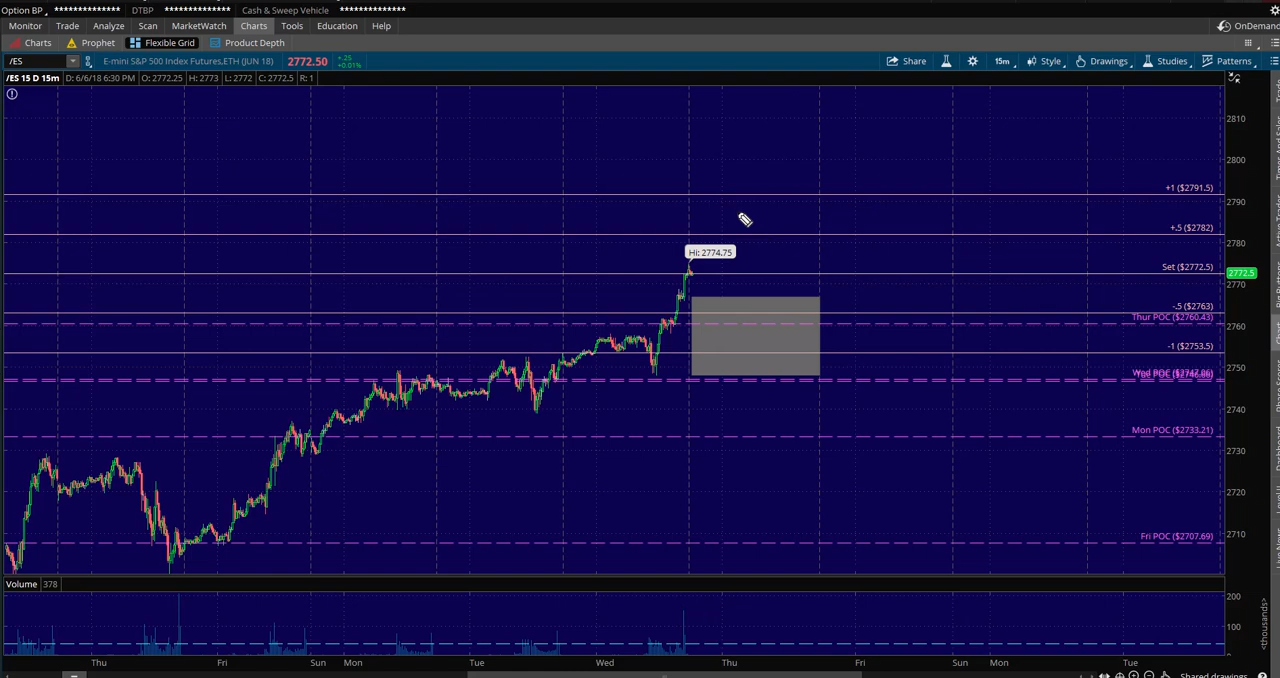 Option BP ************** DTBP ************** Cash & Sweep Vehicle **************
Monitor Trade Analyze Scan MarketWatch Charts Tools Education Help
OnDemand
Charts Prophet Flexible Grid Product Depth
/ES E-mini S&P 500 Index Futures,ETH (JUN 18) 2772.50 +.25 +0.01% Share 15m Style Drawings Studies Patterns
/ES 15 D 15m D: 6/6/18 6:30 PM O: 2772.25 H: 2773 L: 2772 C: 2772.5 R: 1
2810
2800
+1 ($2791.5)
2790
+.5 ($2782)
2780
Hi: 2774.75
Set ($2772.5)
2772.5
2770
-.5 ($2763)
Thur POC ($2760.43)
2760
-1 ($2753.5)
2750
2740
Mon POC ($2733.21)
2730
2720
2710
Fri POC ($2707.69)
Volume 378
200
100
0
<thousands>
Thu Fri Sun Mon Tue Wed Thu Fri Sun Mon Tue
Shared drawings